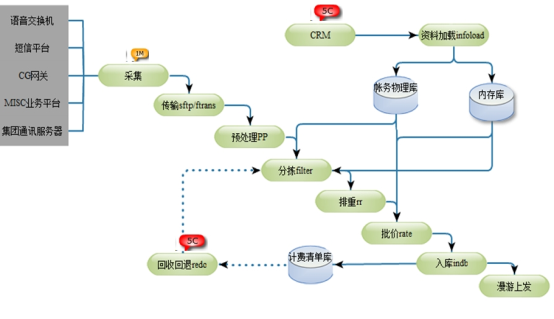 语音交换机
短信平台
CG网关
MISC业务平台
集团通讯服务器
1M
采集
传输sftp/ftrans
预处理PP
5C
CRM
资料加载infoload
帐务物理库
内存库
分拣filter
排重rr
批价rate
5C
回收回退redo
计费清单库
入库indb
漫游上发